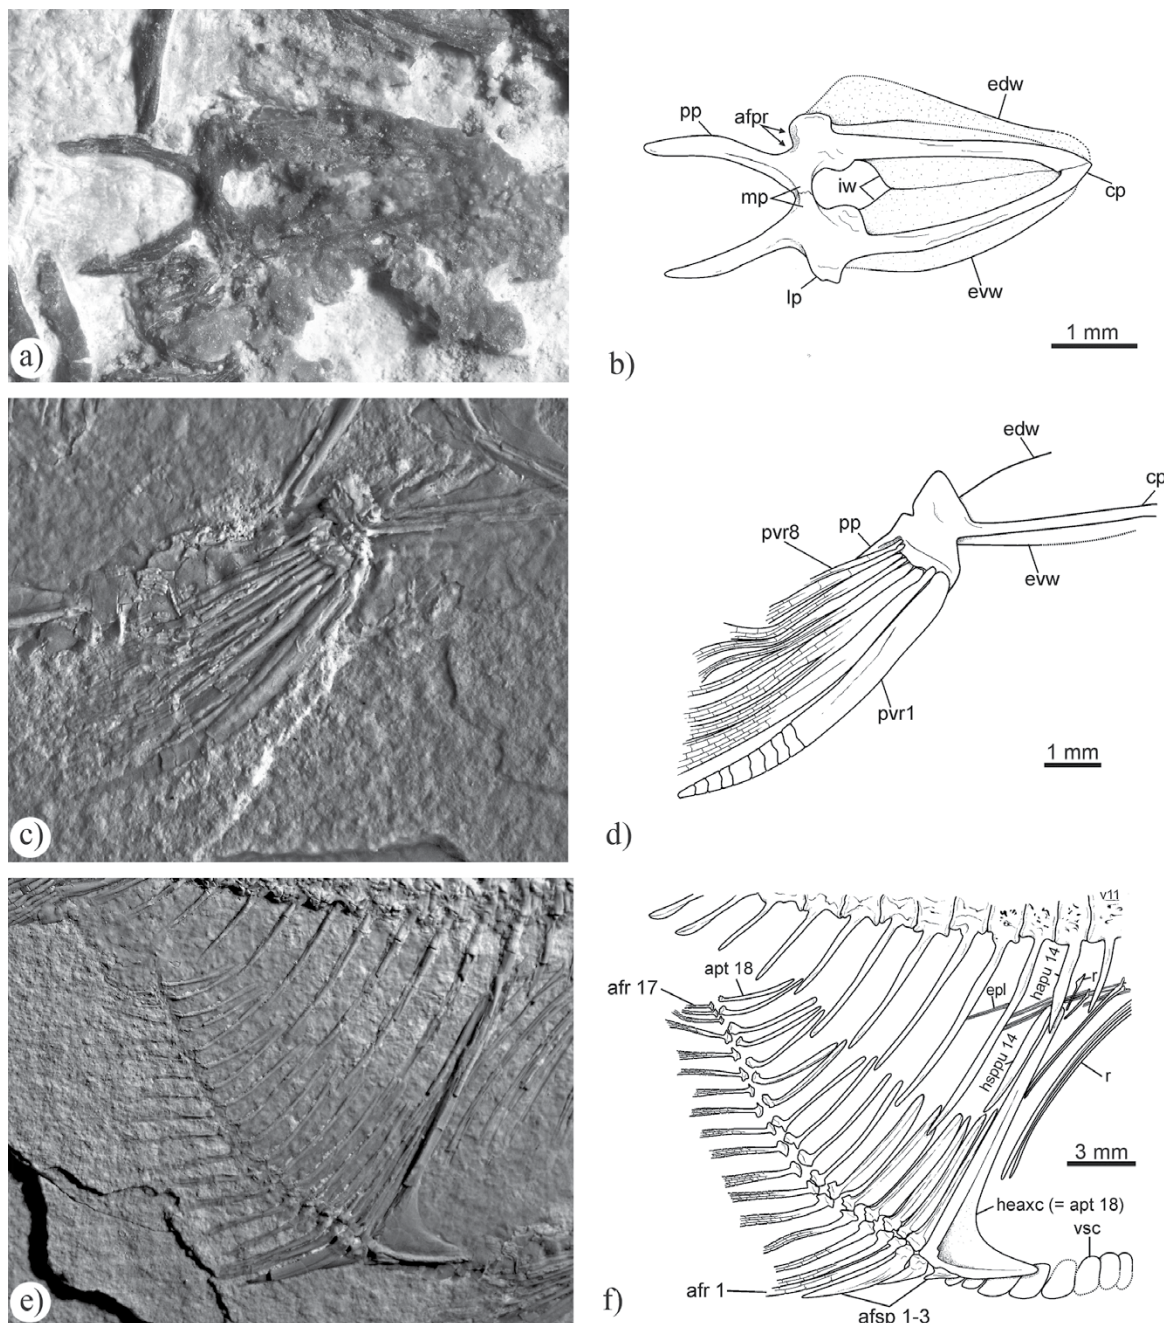 a)
pp
afpr
edw
mp
iw
cp
lp
evw
1 mm
b)
c)
edw
cp
pp
pvr8
evw
pvr1
1 mm
d)
e)
v11
apt 18
afr 17
epl
hapu 14
r
hsppu 14
r
3 mm
heaxc (= apt 18)
vsc
afr 1
afsp 1-3
f)